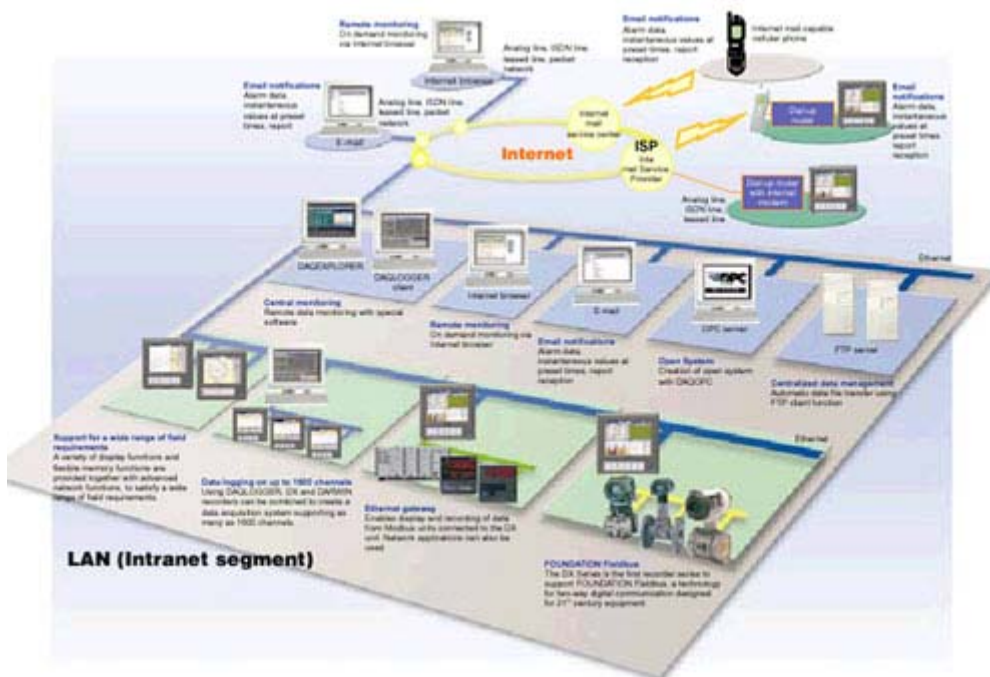 Remote monitoring
On demand monitoring
via Internet browser
Internet browser
Analog line, ISDN line,
leased line, packet
network
Email notifications
Alarm data,
instantaneous values at
preset times, report
reception
Internet mail-capable
cellular phone
Email notifications
Alarm data
instantaneous
values at preset
times, report
Analog line, ISDN line,
leased line, packet
network
E-mail
Internet
mail
service center
Internet
ISP
mail Service
Provider
Dial-up
router
Email
notifications
Alarm data,
instantaneous
values at
preset times,
report
reception
Dial-up router
with internet
modem
Analog line,
ISDN line,
leased line
Ethernet
DAQEXPLORER
DAQLOGGER
client
Internet browser
E-mail
OPC
OPC server
FTP server
Central monitoring
Remote data monitoring with special
software
Remote monitoring
On demand monitoring via
Internet browser
Email notifications
Alarm data,
instantaneous values at
preset times, report
reception
Open System
Creation of open system
with DAQOPC
Centralized data management
Automatic data file transfer using
FTP client function
Ethernet
Support for a wide range of field
requirements
A variety of display functions and
flexible memory functions are
provided together with advanced
network functions, to satisfy a wide
range of field requirements.
Data logging on up to 1600 channels
Using DAQLOGGER, DX and DARWIN
recorders can be combined to create a
data acquisition system supporting as
many as 1600 channels.
Ethernet gateway
Enables display and recording of data
from Modbus units connected to the DX
unit. Network applications can also be
used.
FOUNDATION Fieldbus
The DX Series is the first recorder series to
support FOUNDATION Fieldbus, a technology
for two-way digital communication designed
for 21st century equipment.
LAN (Intranet segment)